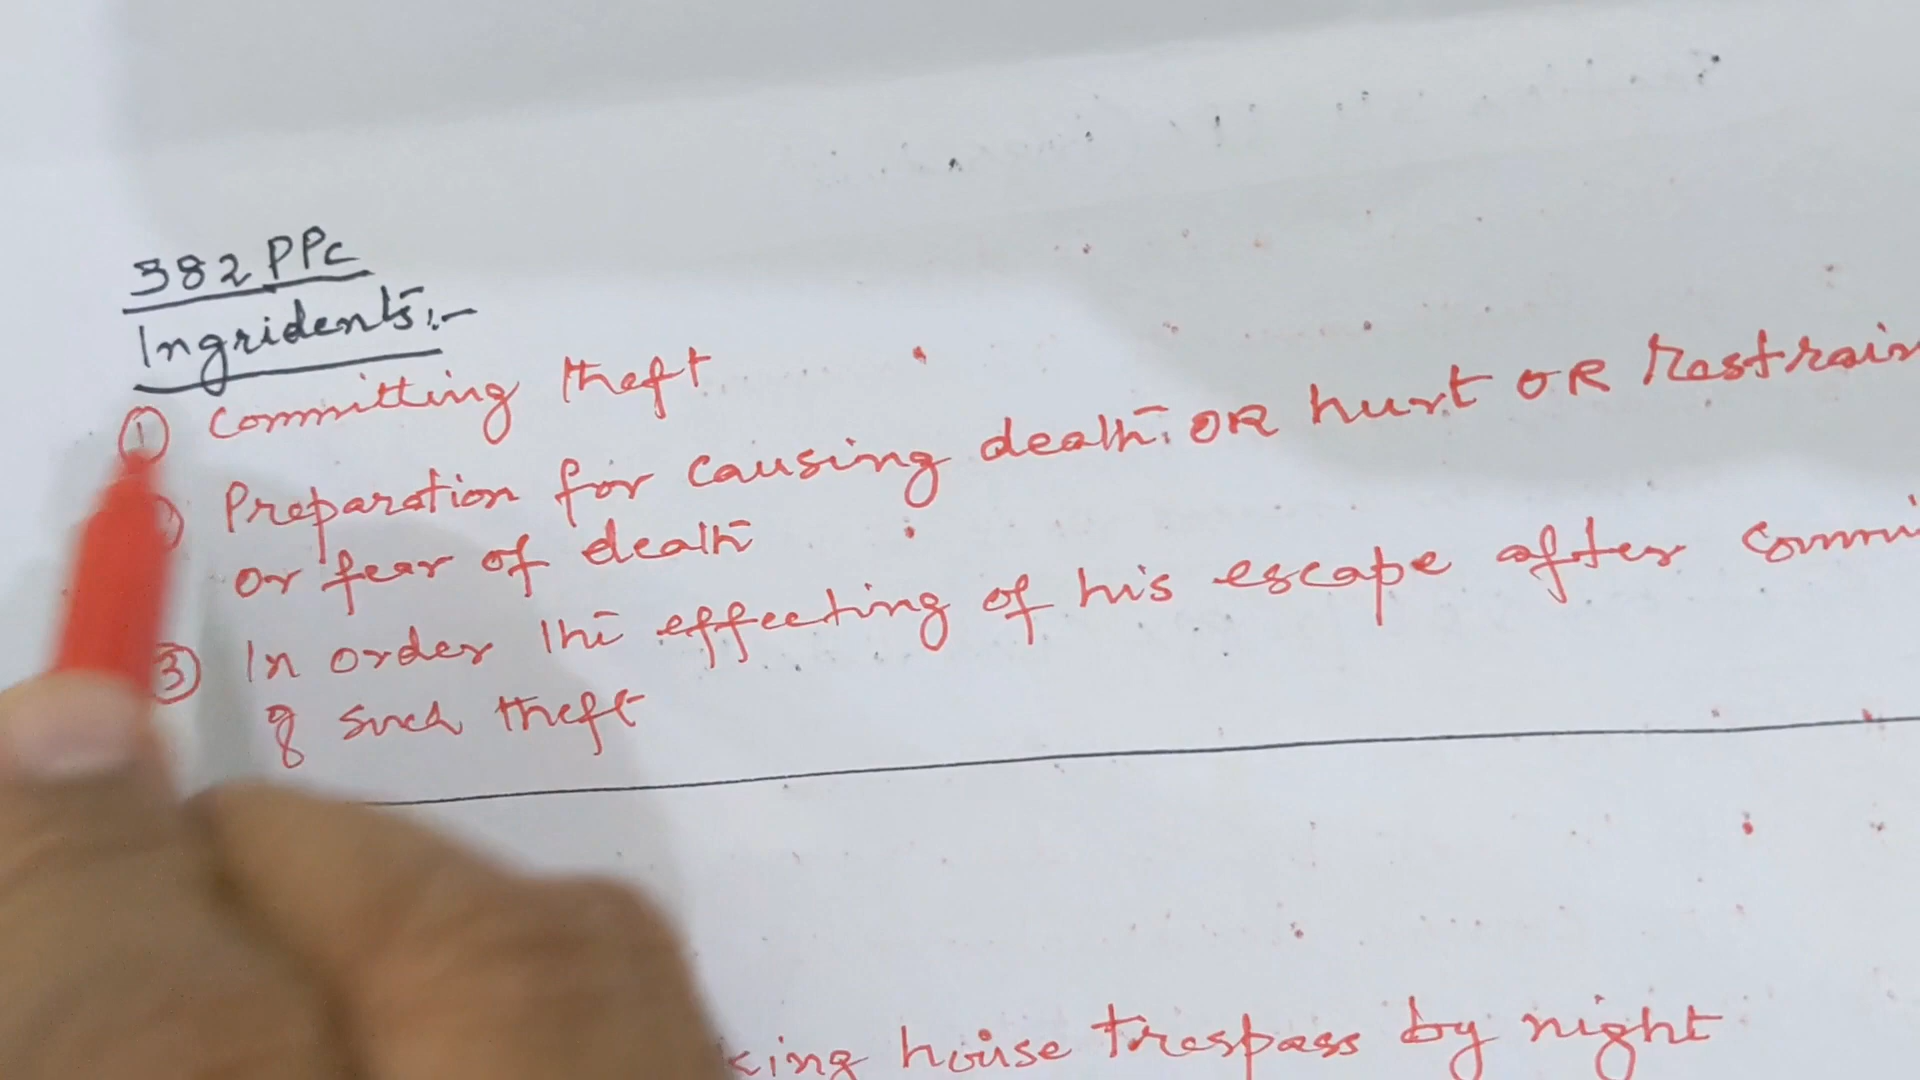 382 PPC
Ingridents:-
① Committing theft
Preparation for causing death OR hurt OR
or fear of death
③ In order the effecting of his escape after
of such theft
house trespass by night